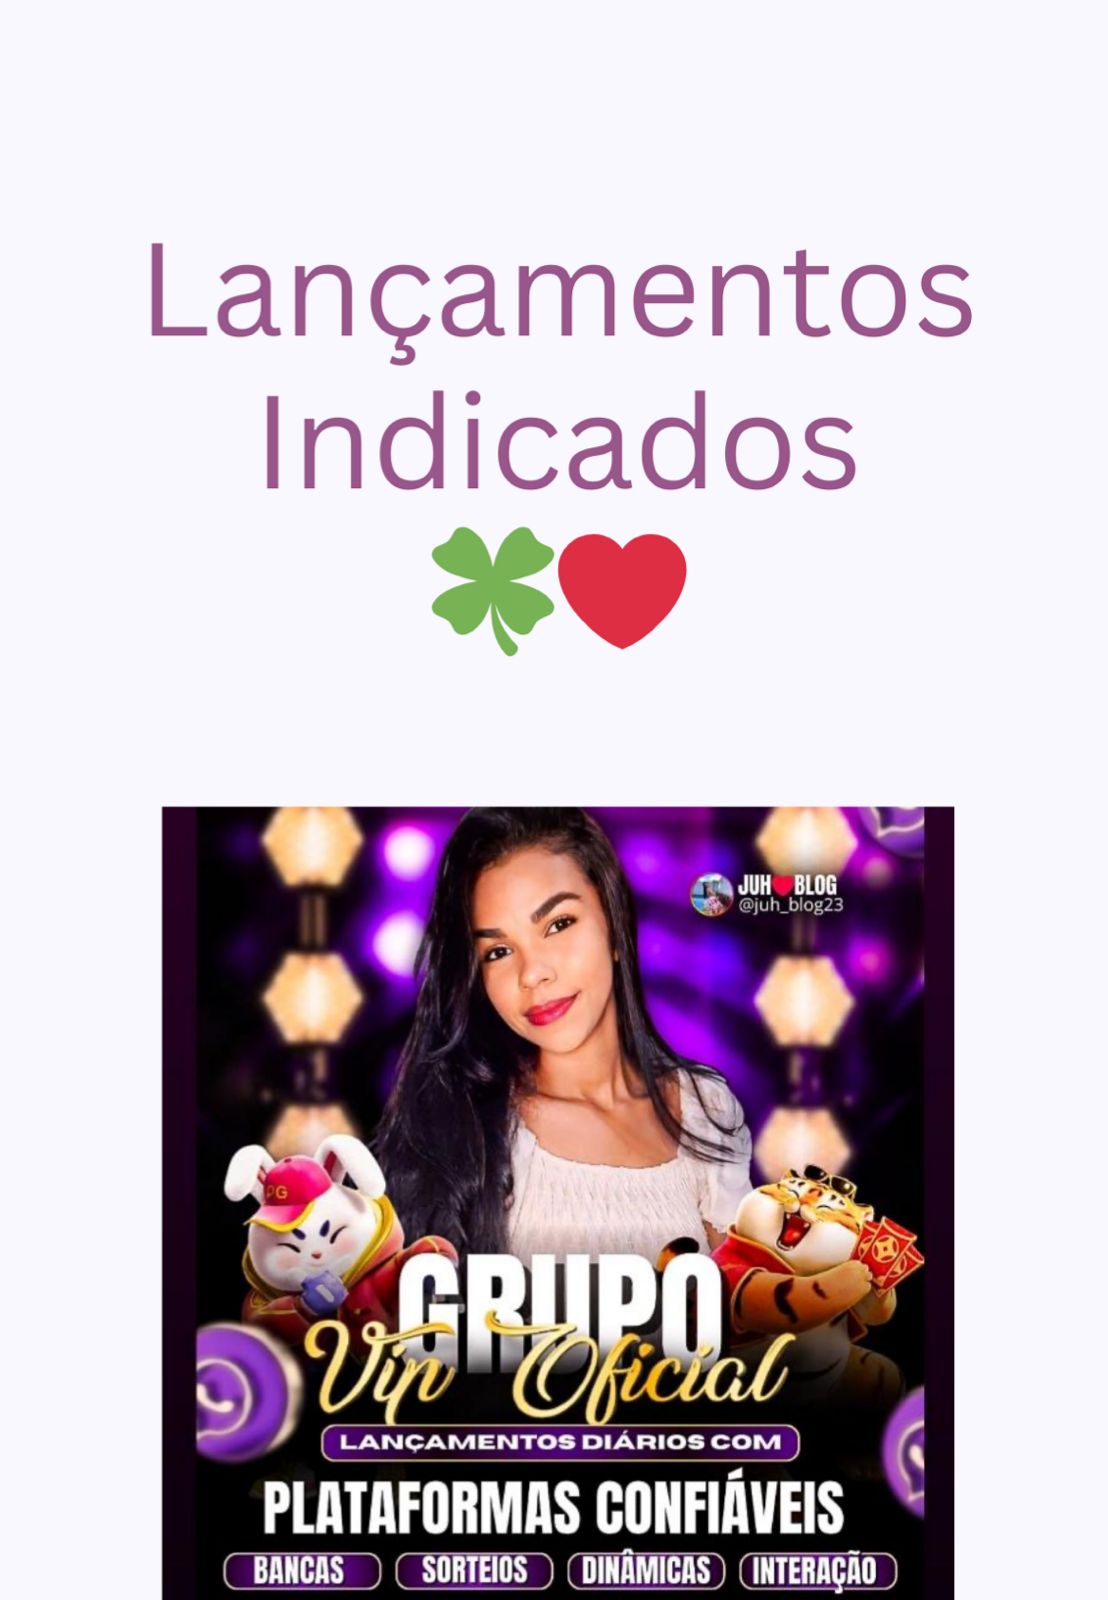 Lançamentos
Indicados
JUH❤️BLOG
@juh_blog23
PG
GRUPO
Vip Oficial
LANÇAMENTOS DIÁRIOS COM
PLATAFORMAS CONFIÁVEIS
BANCAS SORTEIOS DINÂMICAS INTERAÇÃO